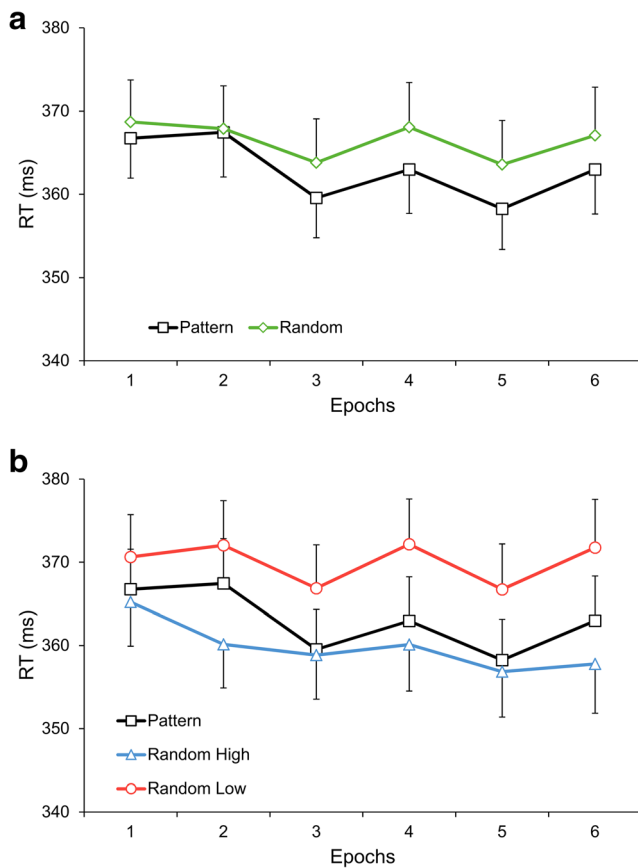 a
380
370
360
350
340
RT (ms)
Pattern Random
1 2 3 4 5 6
Epochs
b
380
370
360
350
340
RT (ms)
Pattern
Random High
Random Low
1 2 3 4 5 6
Epochs